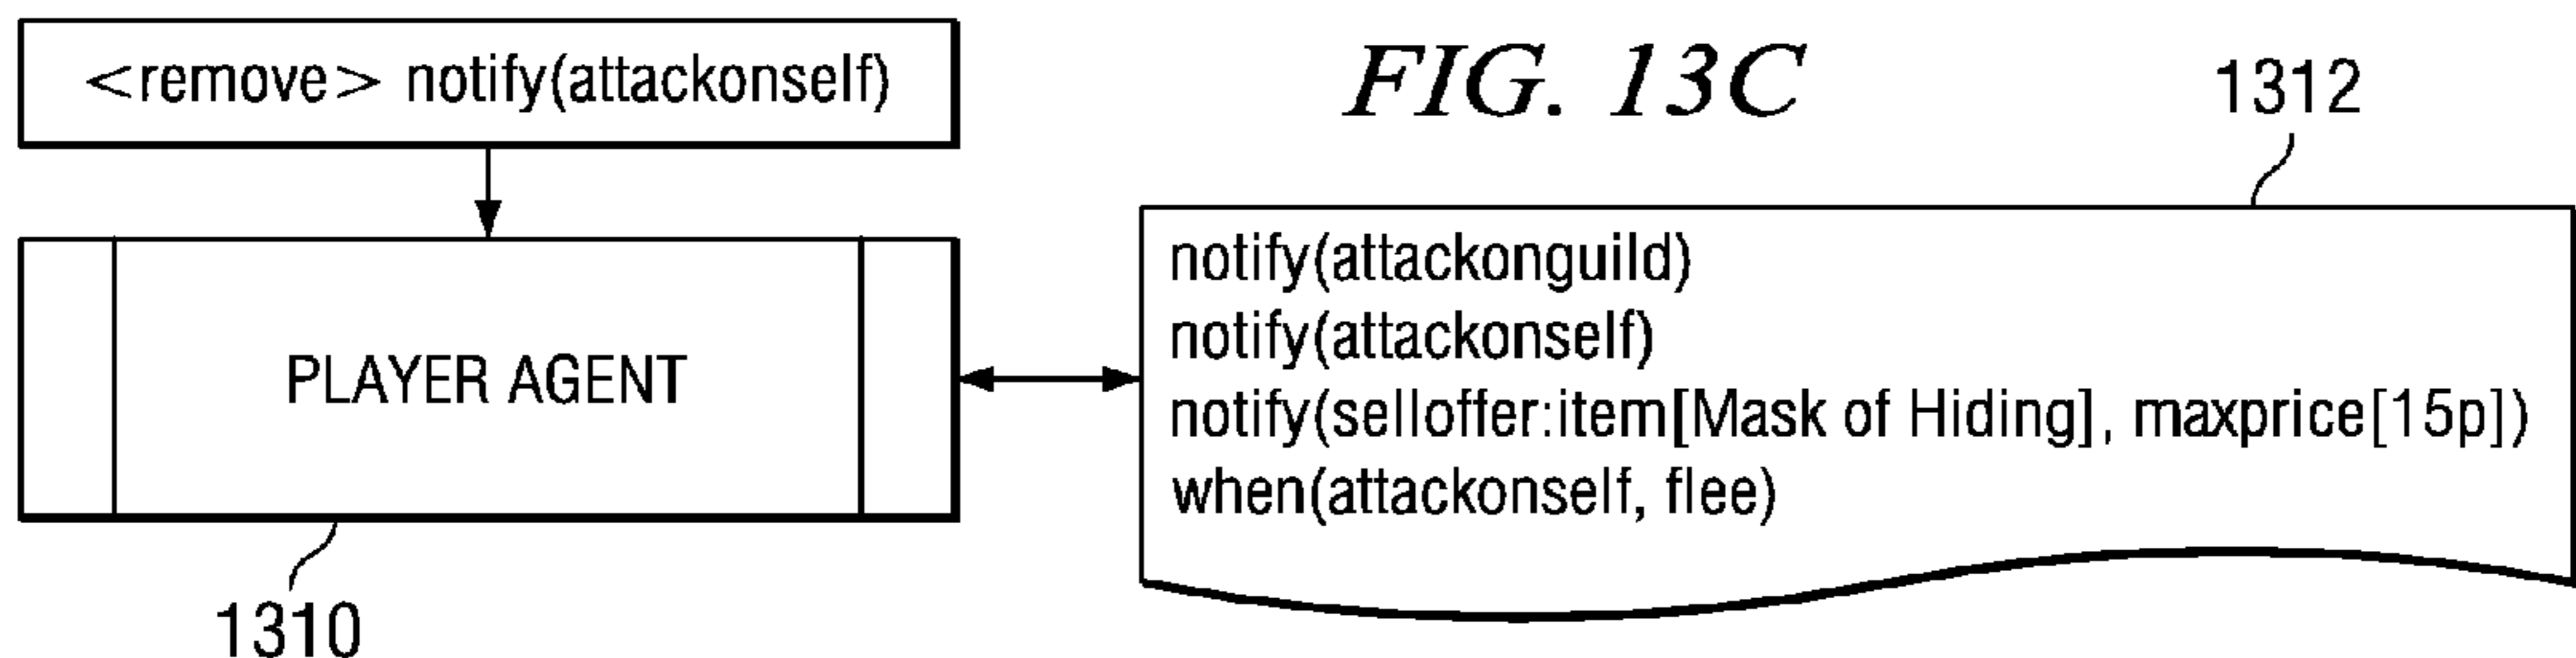 <remove> notify(attackonself)
FIG. 13C
1312
PLAYER AGENT
1310
notify(attackonguild)
notify(attackonself)
notify(selloffer:item[Mask of Hiding], maxprice[15p])
when(attackonself, flee)